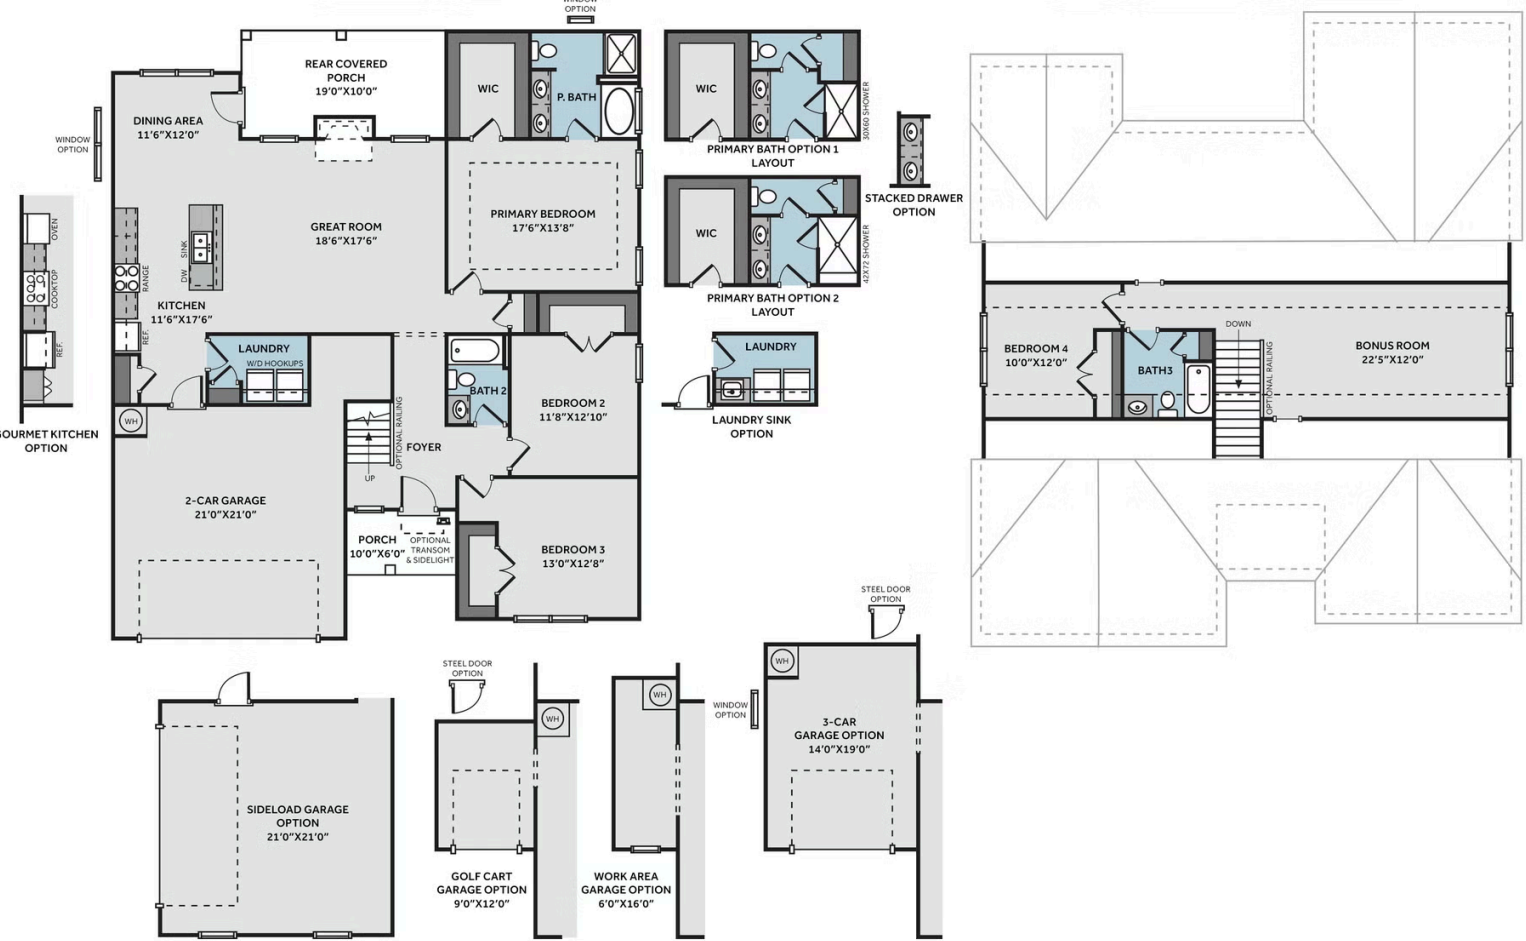 WINDOW
OPTION
REAR COVERED
PORCH
19'0"X10'0"
WIC
P. BATH
DINING AREA
11'6"X12'0"
WINDOW
OPTION
GREAT ROOM
18'6"X17'6"
PRIMARY BEDROOM
17'6"X13'8"
SINK
DW
RANGE
KITCHEN
11'6"X17'6"
REF.
OVEN
COOKTOP
REF.
GOURMET KITCHEN
OPTION
LAUNDRY
W/D HOOKUPS
WH
BATH 2
BEDROOM 2
11'8"X12'10"
OPTIONAL RAILING
FOYER
UP
2-CAR GARAGE
21'0"X21'0"
PORCH
10'0"X6'0"
OPTIONAL
TRANSOM
& SIDELIGHT
BEDROOM 3
13'0"X12'8"
WIC
30X60 SHOWER
PRIMARY BATH OPTION 1
LAYOUT
WIC
42X72 SHOWER
PRIMARY BATH OPTION 2
LAYOUT
STACKED DRAWER
OPTION
LAUNDRY
LAUNDRY SINK
OPTION
BEDROOM 4
10'0"X12'0"
BATH3
DOWN
OPTIONAL RAILING
BONUS ROOM
22'5"X12'0"
SIDELOAD GARAGE
OPTION
21'0"X21'0"
STEEL DOOR
OPTION
WH
GOLF CART
GARAGE OPTION
9'0"X12'0"
WH
WORK AREA
GARAGE OPTION
6'0"X16'0"
STEEL DOOR
OPTION
WH
WINDOW
OPTION
3-CAR
GARAGE OPTION
14'0"X19'0"